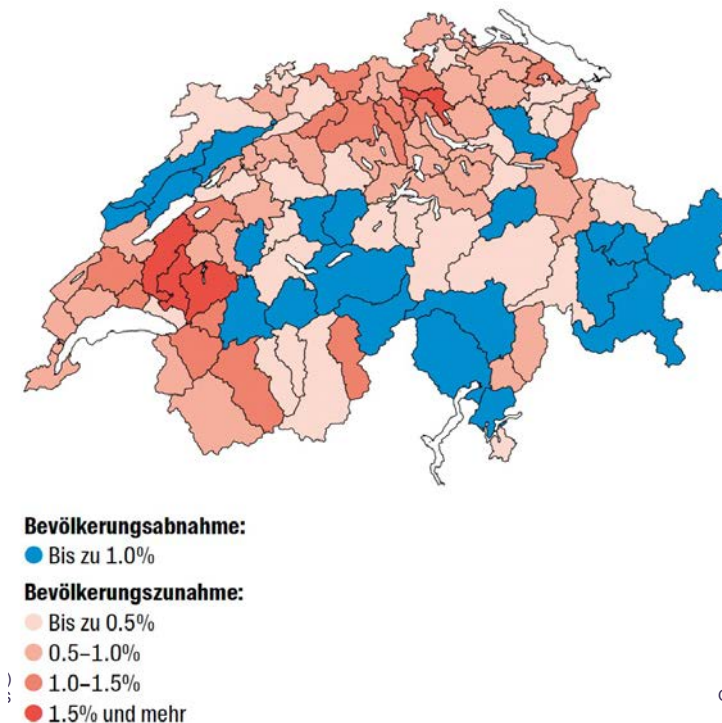 Bevölkerungsabnahme:
Bis zu 1.0%
Bevölkerungszunahme:
Bis zu 0.5%
0.5–1.0%
1.0–1.5%
1.5% und mehr